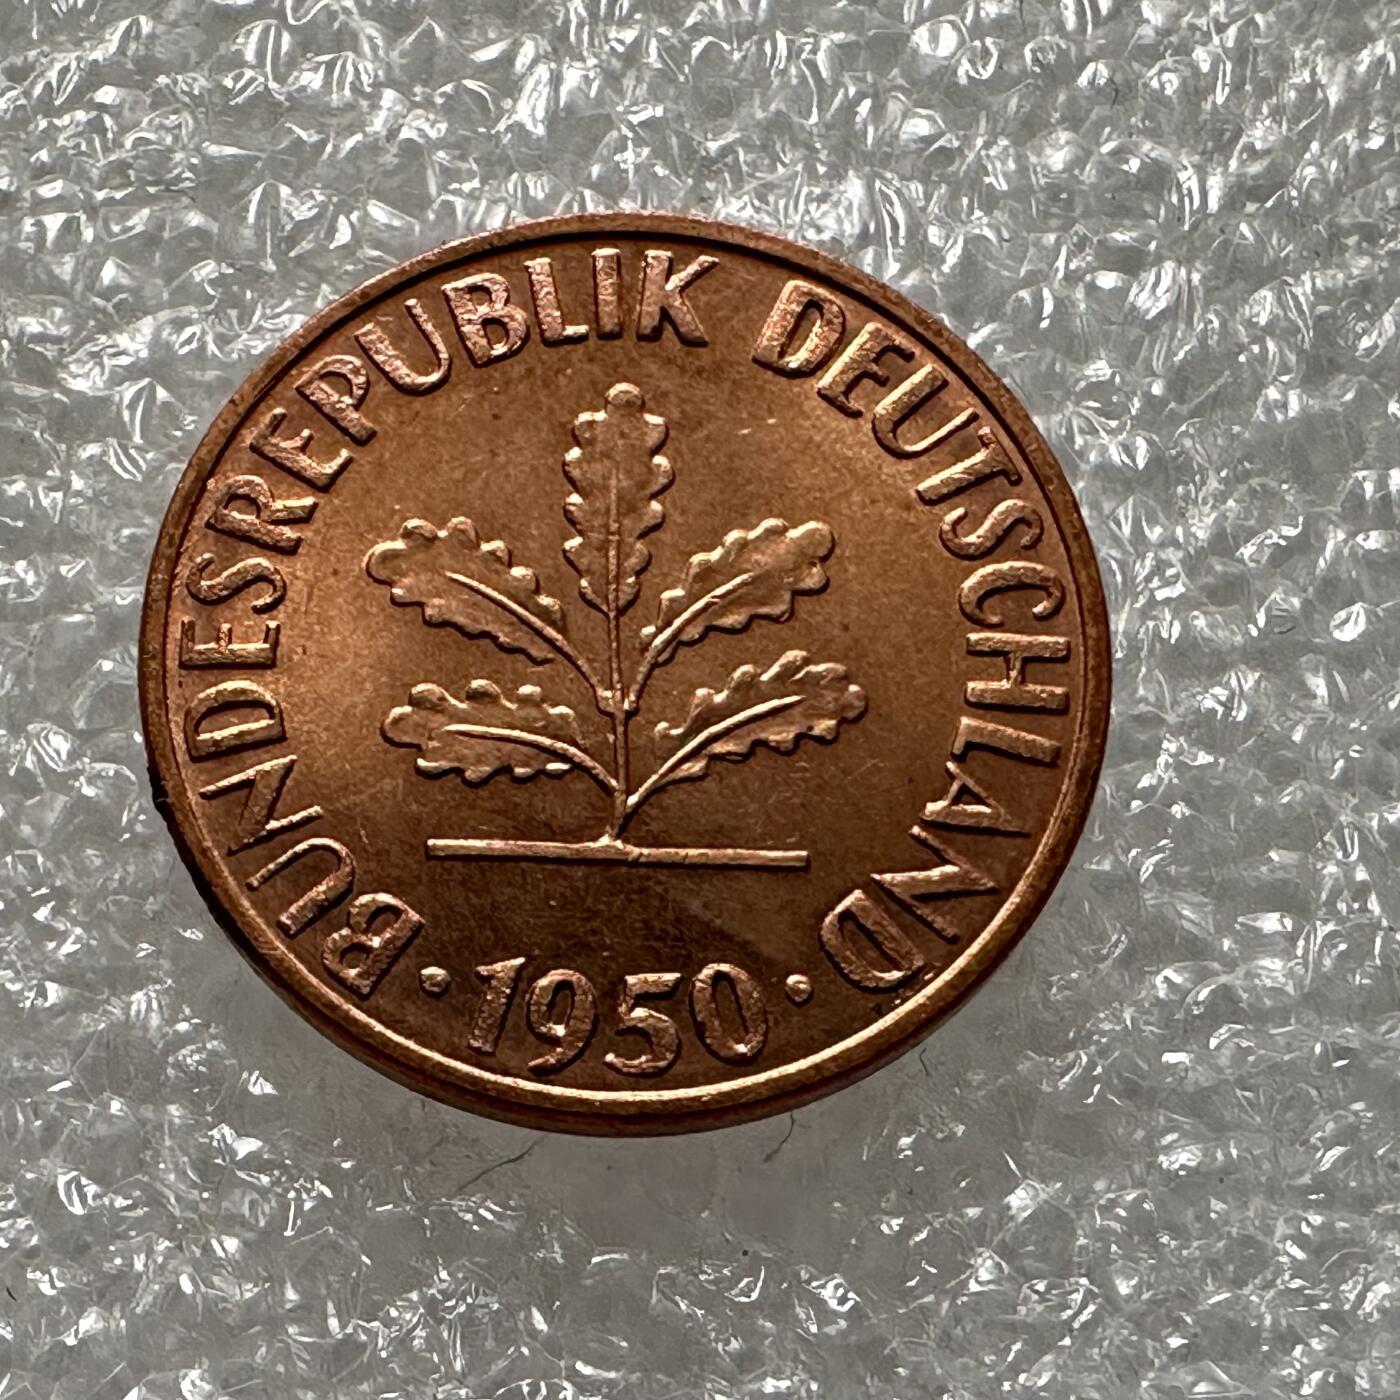 BUNDESREPUBLIK DEUTSCHLAND
· 1950 ·